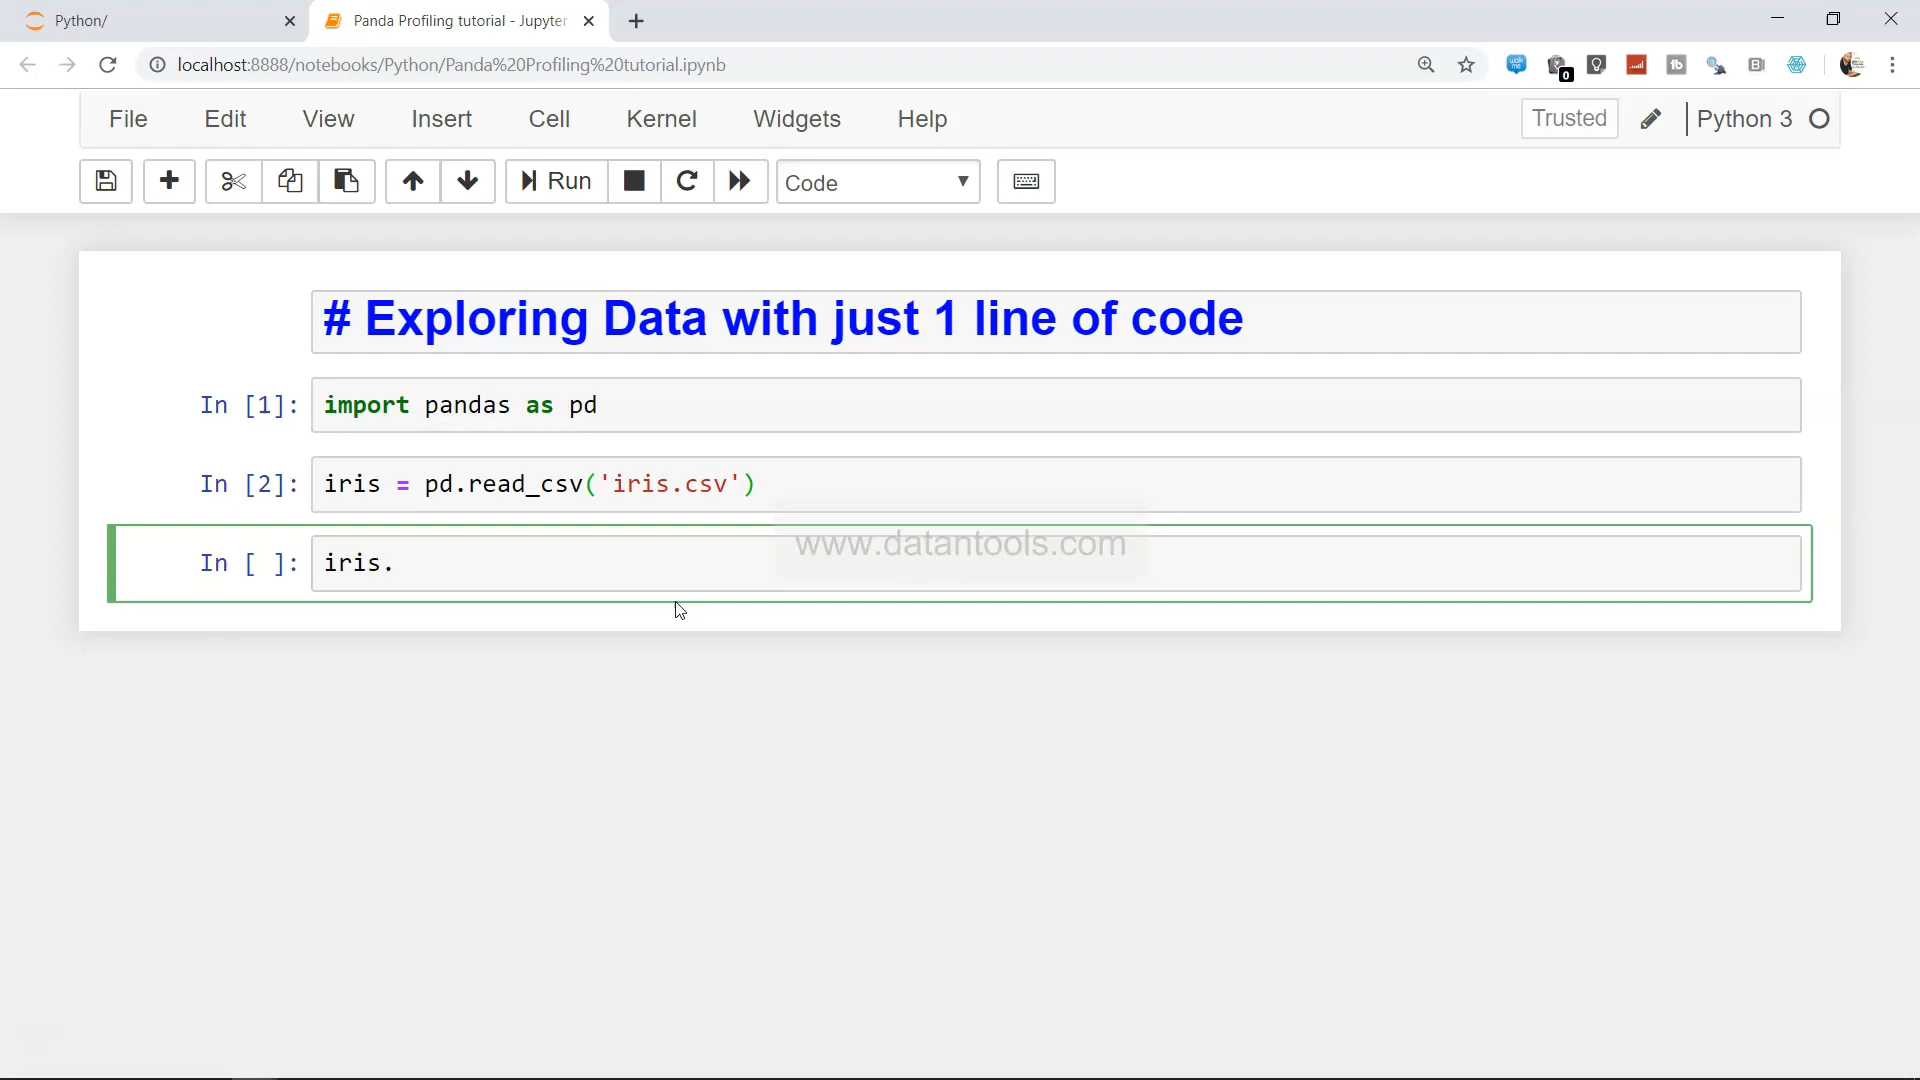 Python/
Panda Profiling tutorial - Jupyter
localhost:8888/notebooks/Python/Panda%20Profiling%20tutorial.ipynb
0
File Edit View Insert Cell Kernel Widgets Help
Trusted
Python 3
Run
Code
# Exploring Data with just 1 line of code
In [1]: import pandas as pd
In [2]: iris = pd.read_csv('iris.csv')
In [ ]: iris.
www.datantools.com